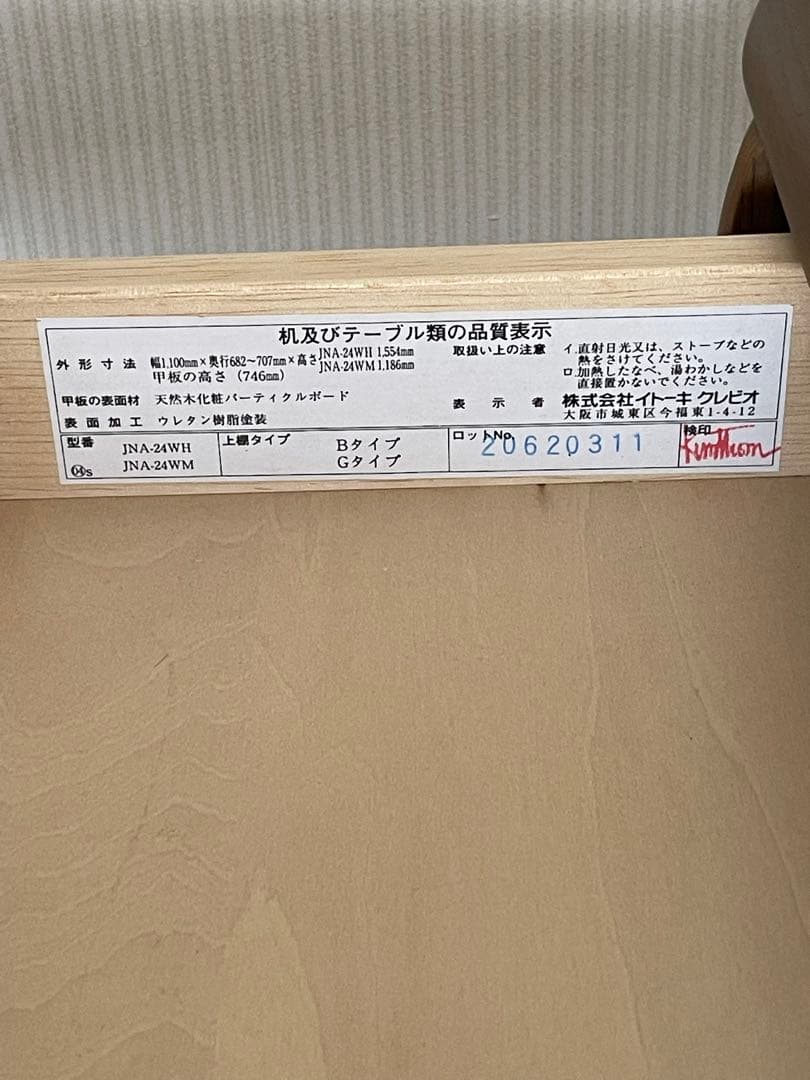 机及びテーブル類の品質表示
外形寸法 幅1,100mm×奥行682〜707mm×高さ JNA-24WH 1,554mm
JNA-24WM 1,186mm
甲板の高さ (746mm)
甲板の表面材 天然木化粧パーティクルボード
表面加工 ウレタン樹脂塗装
取扱い上の注意 イ.直射日光又は、ストーブなどの
熱をさけてください。
ロ.加熱したなべ、湯わかしなどを
直接置かないでください。
表示者 株式会社イトーキ クレビオ
大阪市城東区今福東1-4-12
型番 JNA-24WH
JNA-24WM
⑭s
上棚タイプ Bタイプ
Gタイプ
ロットNo. 20620311
検印